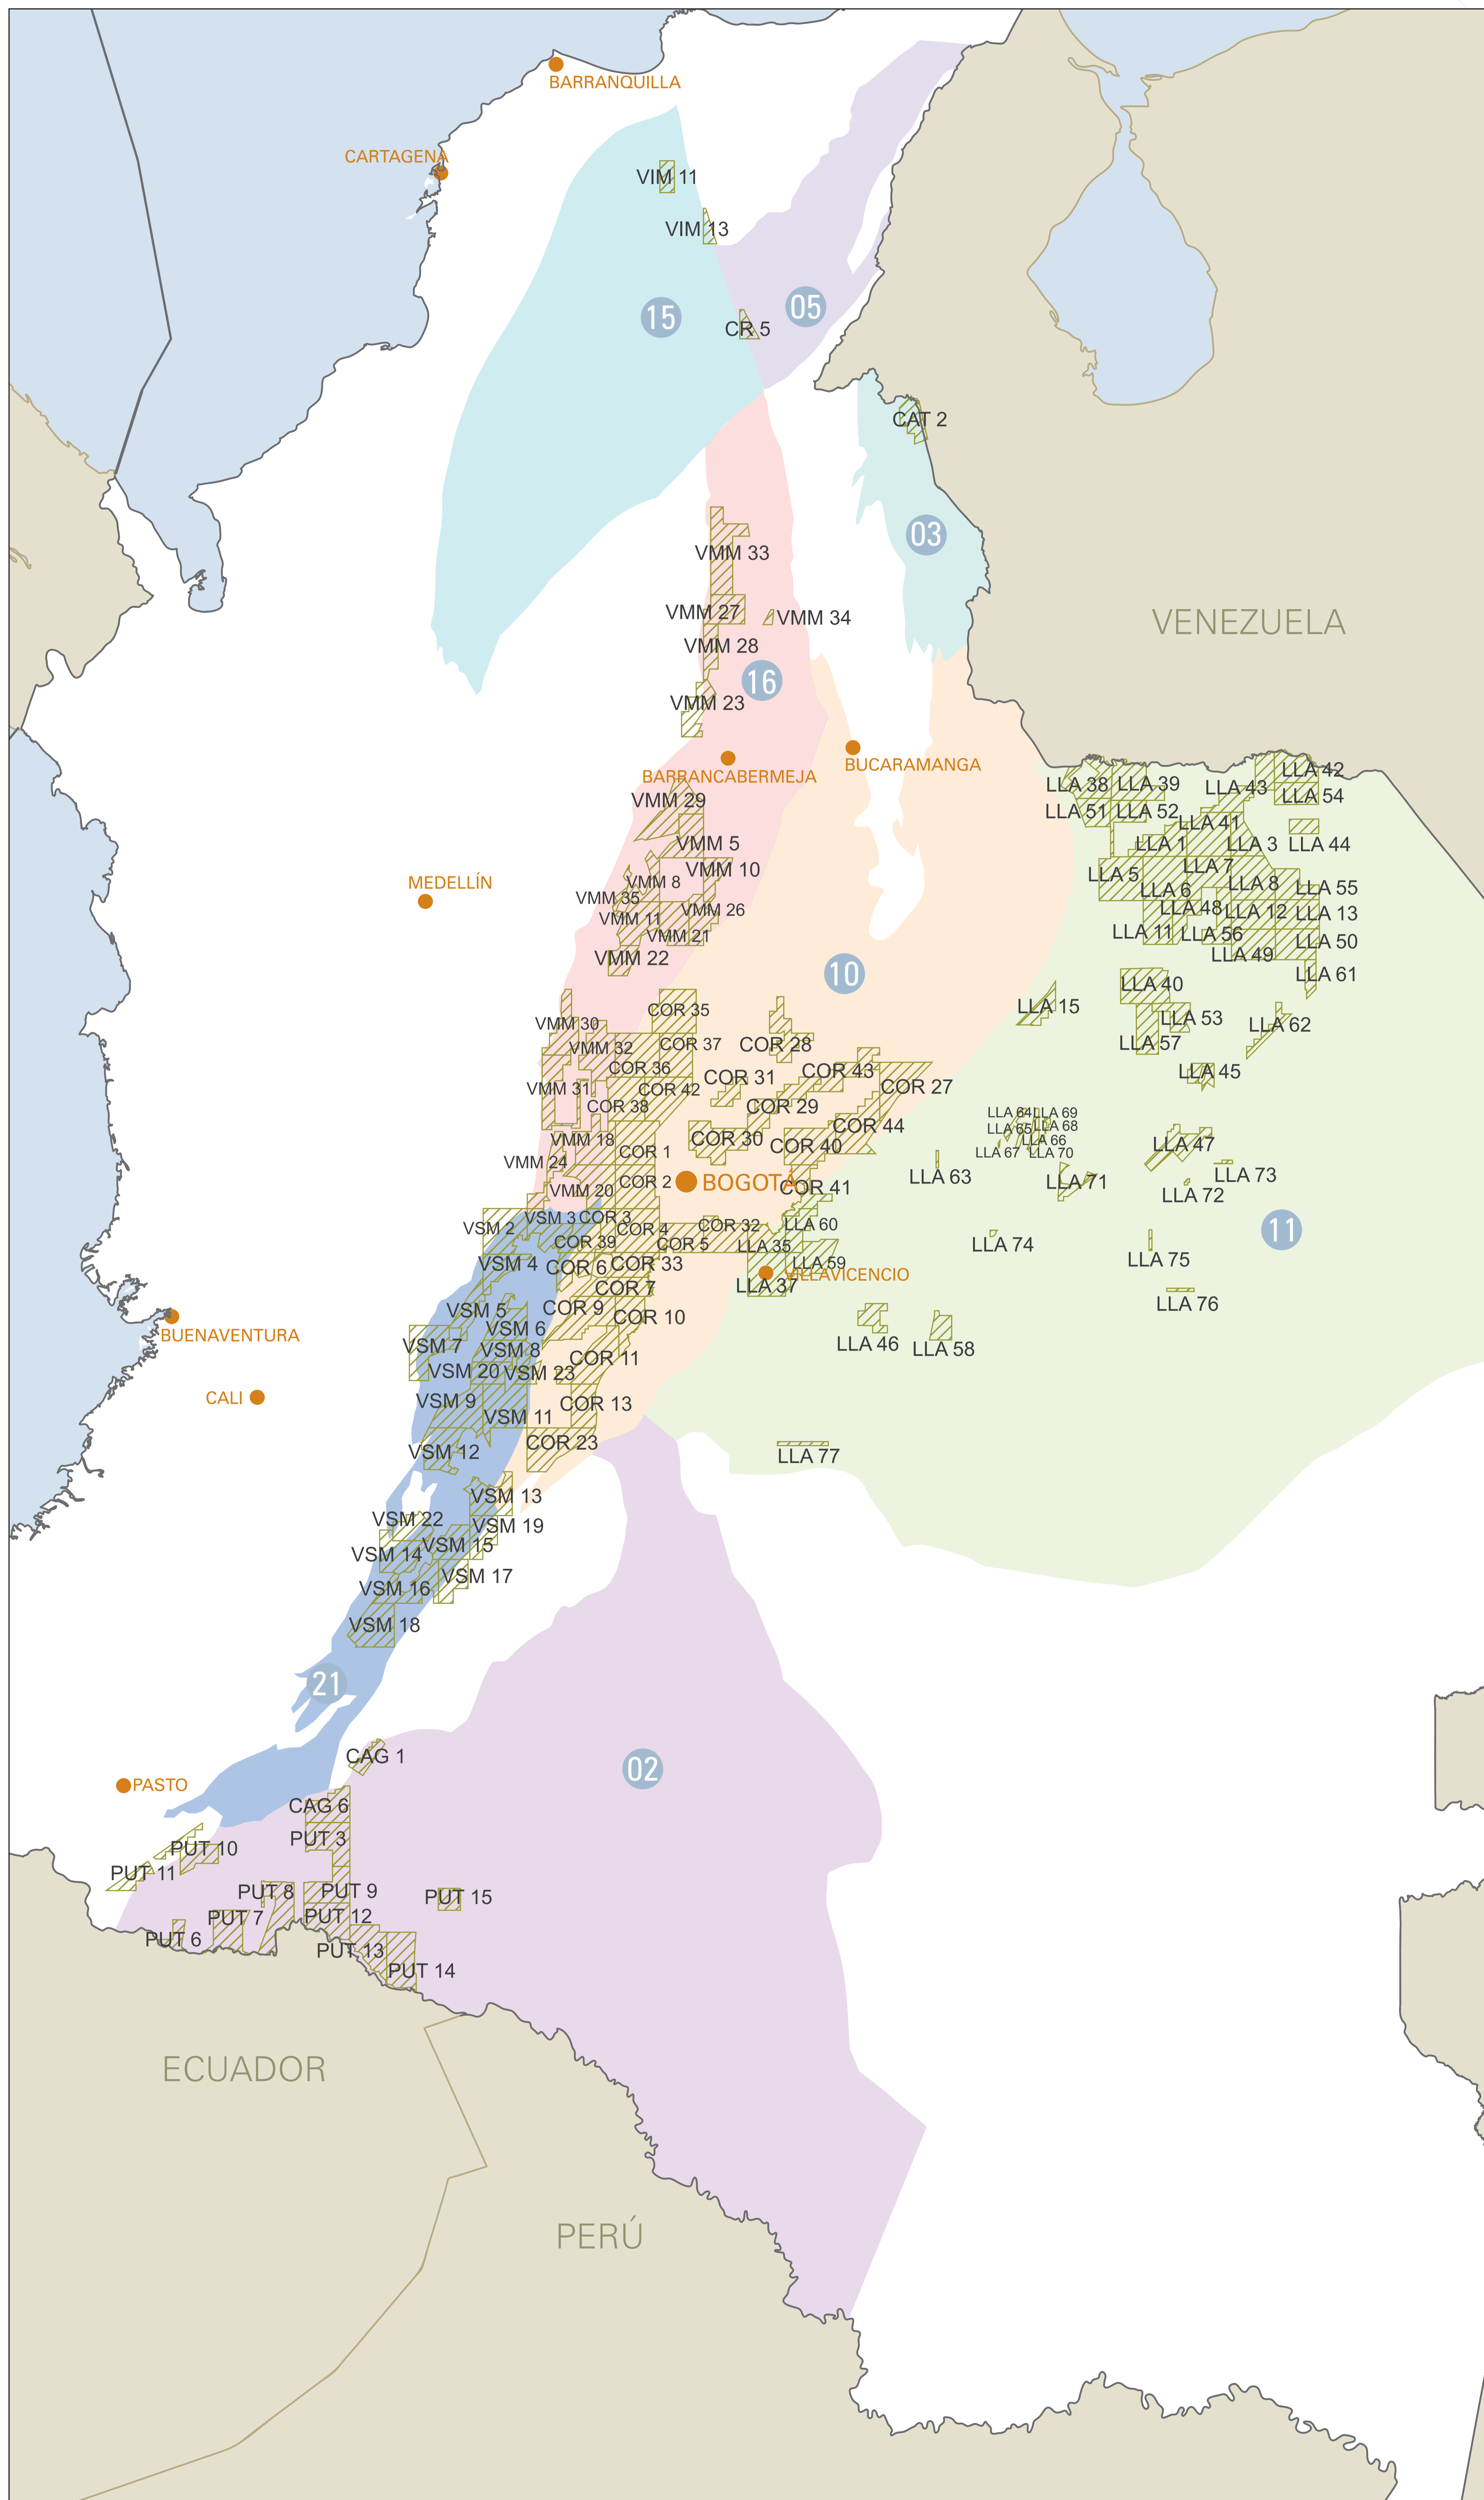 BARRANQUILLA
CARTAGENA
VIM 11
VIM 13
05
15
CR 5
CAT 2
03
VMM 33
VMM 27
VMM 34
VENEZUELA
VMM 28
16
VMM 23
BUCARAMANGA
BARRANCABERMEJA
LLA 42
LLA 38
LLA 39
LLA 43
LLA 54
VMM 29
LLA 51
LLA 52
LLA 41
VMM 5
LLA 1
LLA 3
LLA 44
VMM 10
LLA 7
LLA 5
MEDELLÍN
VMM 8
LLA 6
LLA 8
LLA 55
VMM 35
VMM 26
LLA 48
LLA 12
LLA 13
VMM 11
LLA 11
LLA 56
VMM 21
LLA 50
VMM 22
LLA 49
10
LLA 61
LLA 40
COR 35
LLA 15
LLA 53
VMM 30
LLA 62
COR 37
COR 28
LLA 57
VMM 32
COR 36
COR 43
LLA 45
COR 31
VMM 31
COR 42
COR 27
COR 38
COR 29
LLA 64
LLA 69
COR 44
LLA 65
LLA 68
VMM 18
COR 30
COR 40
LLA 66
LLA 47
COR 1
LLA 67
LLA 70
VMM 24
LLA 63
LLA 73
COR 2
BOGOTÁ
COR 41
LLA 71
VMM 20
LLA 72
VSM 2
VSM 3
COR 3
COR 4
COR 32
LLA 60
11
COR 39
COR 5
LLA 35
LLA 74
VSM 4
COR 6
COR 33
LLA 59
LLA 75
VILLAVICENCIO
COR 7
LLA 37
VSM 5
COR 9
COR 10
LLA 76
BUENAVENTURA
VSM 6
VSM 7
VSM 8
LLA 46
LLA 58
COR 11
VSM 20
VSM 23
CALI
VSM 9
COR 13
VSM 11
VSM 12
COR 23
LLA 77
VSM 13
VSM 22
VSM 19
VSM 14
VSM 15
VSM 16
VSM 17
VSM 18
21
CAG 1
02
PASTO
CAG 6
PUT 3
PUT 10
PUT 11
PUT 8
PUT 9
PUT 15
PUT 7
PUT 12
PUT 6
PUT 13
PUT 14
ECUADOR
PERÚ